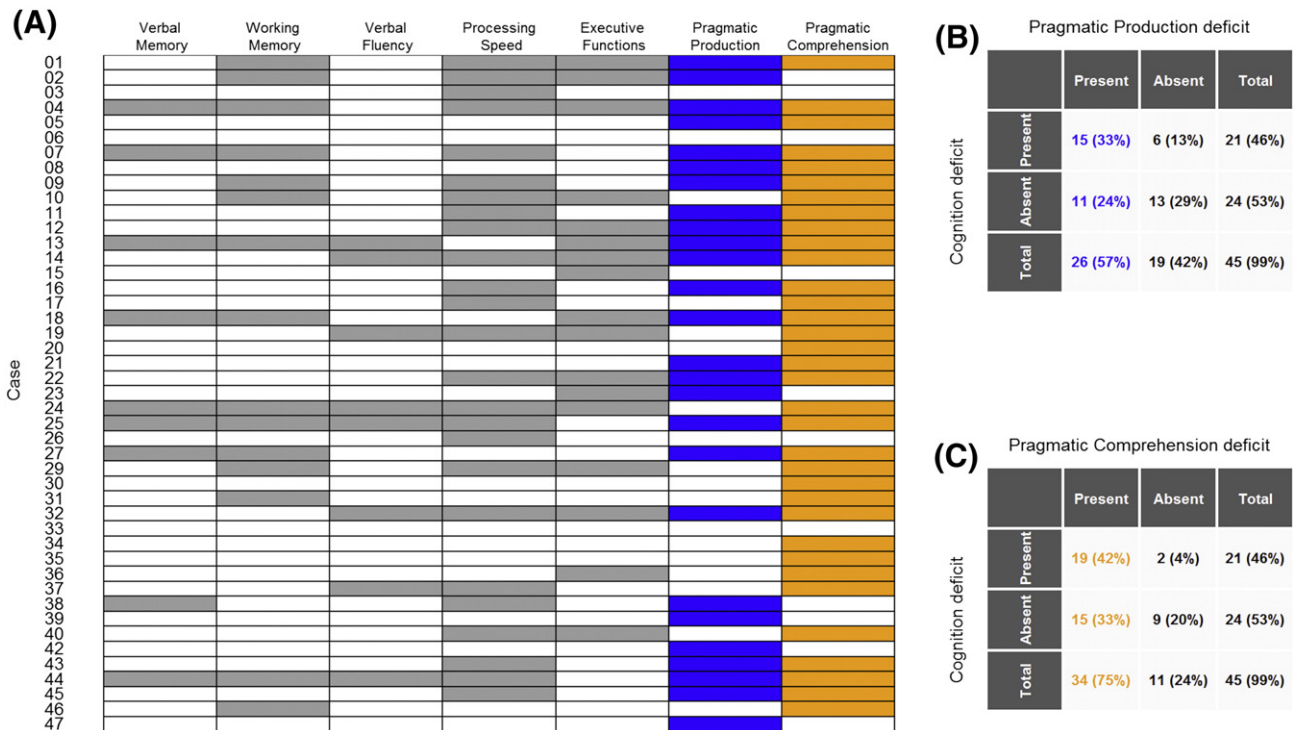 (A)
Verbal Memory
Working Memory
Verbal Fluency
Processing Speed
Executive Functions
Pragmatic Production
Pragmatic Comprehension
Case
01
02
03
04
05
06
07
08
09
10
11
12
13
14
15
16
17
18
19
20
21
22
23
24
25
26
27
29
30
31
32
33
34
35
36
37
38
39
40
42
43
44
45
46
47
(B)
Pragmatic Production deficit
Present Absent Total
Cognition deficit
Present 15 (33%) 6 (13%) 21 (46%)
Absent 11 (24%) 13 (29%) 24 (53%)
Total 26 (57%) 19 (42%) 45 (99%)
(C)
Pragmatic Comprehension deficit
Present Absent Total
Cognition deficit
Present 19 (42%) 2 (4%) 21 (46%)
Absent 15 (33%) 9 (20%) 24 (53%)
Total 34 (75%) 11 (24%) 45 (99%)